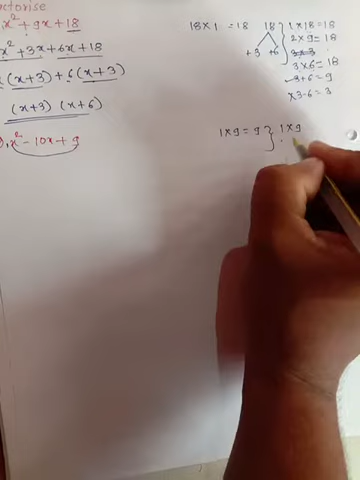 actorise
x² + 9x + 18
x² + 3x + 6x + 18
(x+3) + 6 (x+3)
(x+3) (x+6)
x² - 10x + 9
18 × 1 = 18
18
+3 +6
1 × 18 = 18
2 × 9 = 18
3 × 6 = 18
3 + 6 = 9
× 3 - 6 = 3
1 × 9 = 9 } 1 × 9